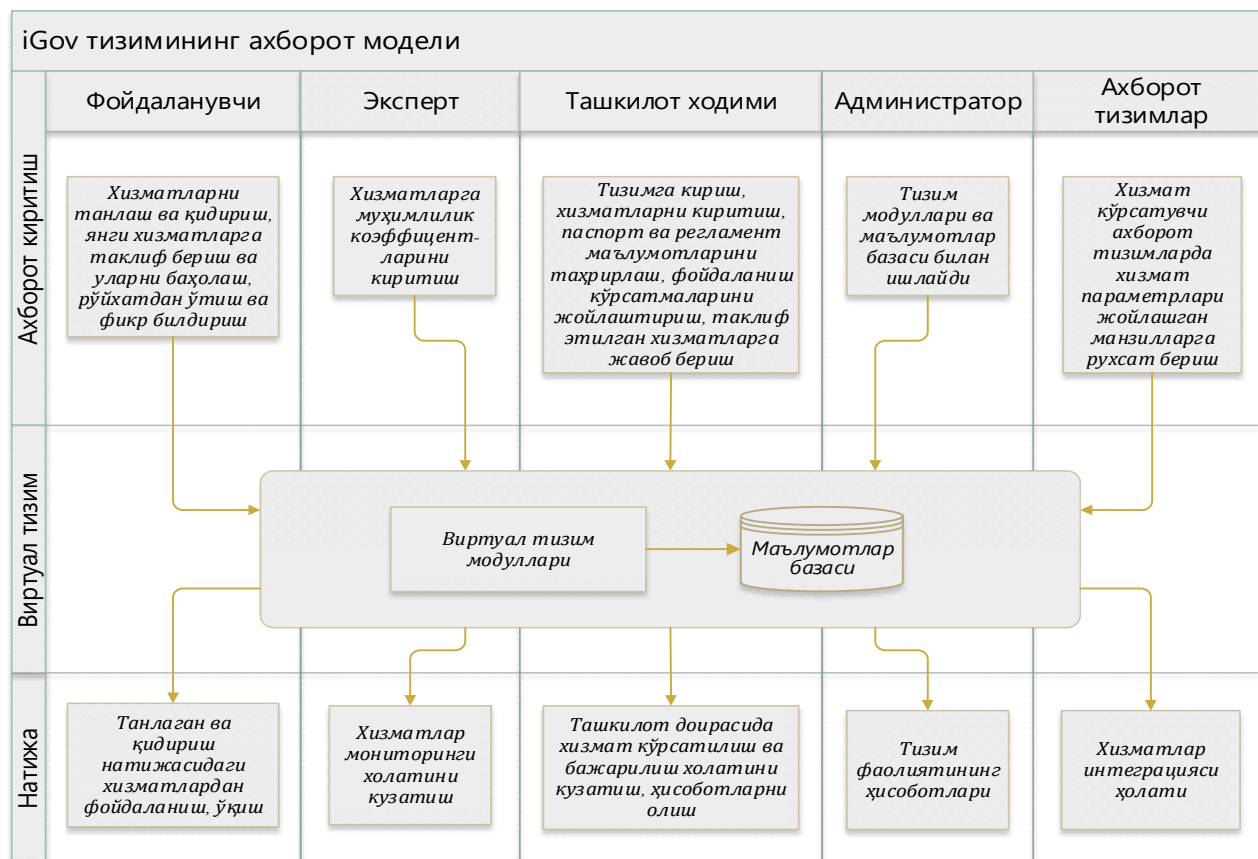 iGov тизимининг ахборот модели
Фойдаланувчи
Эксперт
Ташкилот ходими
Администратор
Ахборот
тизимлар
Ахборот киритиш
Хизматларни
танлаш ва қидириш,
янги хизматларга
таклиф бериш ва
уларни баҳолаш,
рўйхатдан ўтиш ва
фикр билдириш
Хизматларга
муҳимлилик
коэффицент-
ларини
киритиш
Тизимга кириш,
хизматларни киритиш,
паспорт ва регламент
маълумотларини
таҳрирлаш, фойдаланиш
кўрсатмаларини
жойлаштириш, таклиф
этилган хизматларга
жавоб бериш
Тизим
модуллари ва
маълумотлар
базаси билан
ишлайди
Хизмат
кўрсатувчи
ахборот
тизимларда
хизмат
параметрлари
жойлашган
манзилларга
рухсат бериш
Виртуал тизим
Виртуал тизим
модуллари
Маълумотлар
базаси
Натижа
Танлаган ва
қидириш
натижасидаги
хизматлардан
фойдаланиш, ўқиш
Хизматлар
мониторинги
холатини
кузатиш
Ташкилот доирасида
хизмат кўрсатилиш ва
бажарилиш холатини
кузатиш, ҳисоботларни
олиш
Тизим
фаолиятининг
ҳисоботлари
Хизматлар
интеграцияси
ҳолати